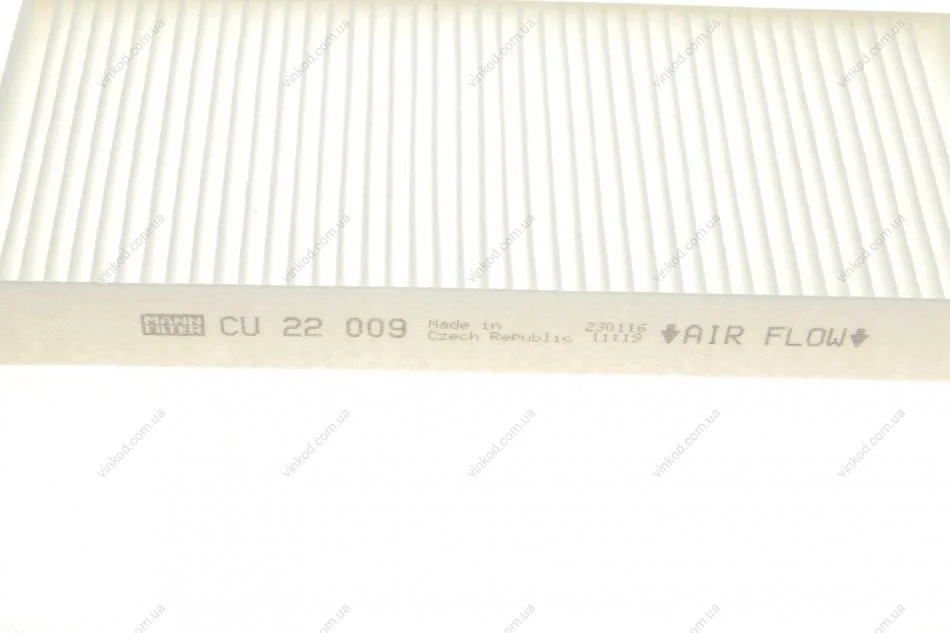 MANN
FILTER
CU 22 009
Made in
Czech Republic
230116
11:19
AIR FLOW
vinkod.com.ua